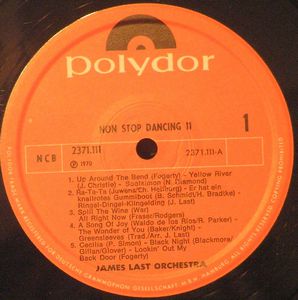 polydor
NON STOP DANCING 11
1
NCB
2371.111
2371.111-A
℗ 1970
1. Up Around The Bend (Fogerty) - Yellow River
(J. Christie) - Soolaimon (N. Diamond)
2. Ra-Ta-Ta (Juwens/Ch. Heilburg) - Er hat ein
knallrotes Gummiboot (B. Schmidt/H. Bradtke) -
Ringel-Dingel-Klingelding (J. Last)
3. Spill The Wine (War)
All Right Now (Fraser/Rodgers)
4. A Song Of Joy (Waldo de los Rios/R. Parker) -
The Wonder Of You (Baker/Knight) -
Greensleeves (Trad/Arr. J. Last)
5. Cecilia (P. Simon) - Black Night (Blackmore/
Gillan/Glover) - Lookin' Out My
Back Door (Fogerty)
JAMES LAST ORCHESTRA